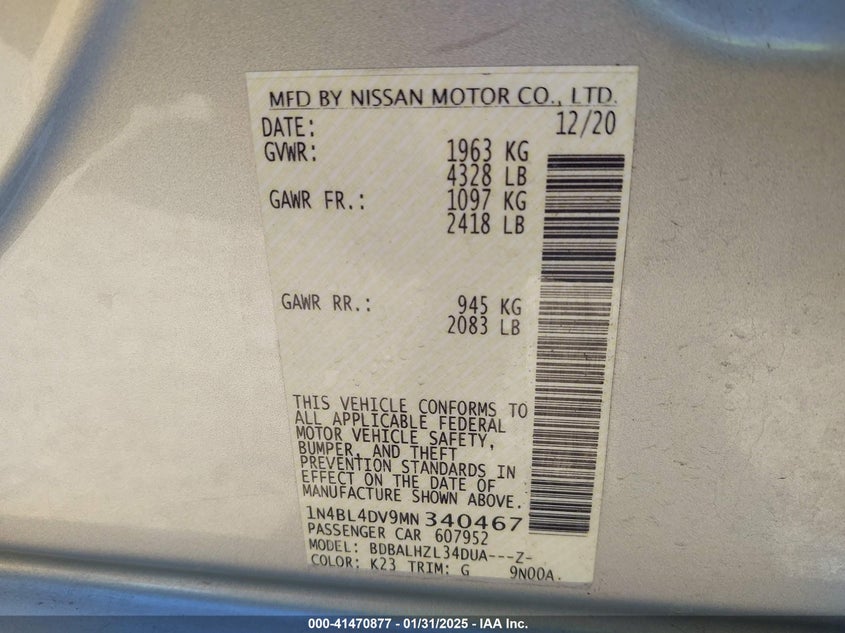 MFD BY NISSAN MOTOR CO., LTD.
DATE: 12/20
GVWR: 1963 KG
4328 LB
GAWR FR.: 1097 KG
2418 LB
GAWR RR.: 945 KG
2083 LB
THIS VEHICLE CONFORMS TO
ALL APPLICABLE FEDERAL
MOTOR VEHICLE SAFETY,
BUMPER, AND THEFT
PREVENTION STANDARDS IN
EFFECT ON THE DATE OF
MANUFACTURE SHOWN ABOVE.
1N4BL4DV9MN 340467
PASSENGER CAR 607952
MODEL: BDBALHZL34DUA---Z-
COLOR: K23 TRIM: G 9N00A.
000-41470877 - 01/31/2025 - IAA Inc.